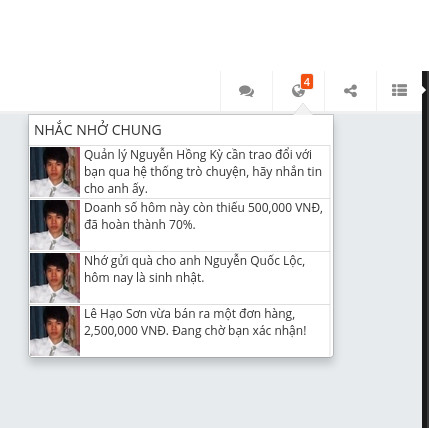 4
NHẮC NHỞ CHUNG
Quản lý Nguyễn Hồng Kỳ cần trao đổi với
bạn qua hệ thống trò chuyện, hãy nhắn tin
cho anh ấy.
Doanh số hôm này còn thiếu 500,000 VNĐ,
đã hoàn thành 70%.
Nhớ gửi quà cho anh Nguyễn Quốc Lộc,
hôm nay là sinh nhật.
Lê Hạo Sơn vừa bán ra một đơn hàng,
2,500,000 VNĐ. Đang chờ bạn xác nhận!